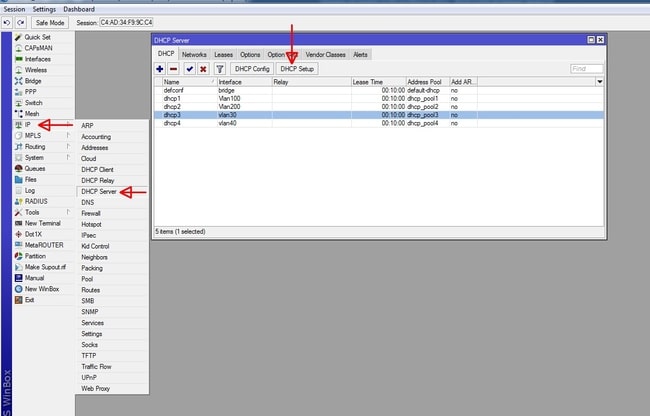 Session Settings Dashboard
Safe Mode Session: C4:AD:34:F9:9C:C4
Quick Set
CAPsMAN
Interfaces
Wireless
Bridge
PPP
Switch
Mesh
IP
MPLS
Routing
System
Queues
Files
Log
RADIUS
Tools
New Terminal
Dot1X
MetaROUTER
Partition
Make Supout.rif
Manual
New WinBox
Exit
S WinBox
ARP
Accounting
Addresses
Cloud
DHCP Client
DHCP Relay
DHCP Server
DNS
Firewall
Hotspot
IPsec
Kid Control
Neighbors
Packing
Pool
Routes
SMB
SNMP
Services
Settings
Socks
TFTP
Traffic Flow
UPnP
Web Proxy
DHCP Server
DHCP Networks Leases Options Option Vendor Classes Alerts
DHCP Config DHCP Setup Find
Name Interface Relay Lease Time Address Pool Add AR...
defconf bridge 00:10:00 default-dhcp no
dhcp1 Vlan100 00:10:00 dhcp_pool1 no
dhcp2 Vlan200 00:10:00 dhcp_pool2 no
dhcp3 vlan30 00:10:00 dhcp_pool3 no
dhcp4 vlan40 00:10:00 dhcp_pool4 no
5 items (1 selected)